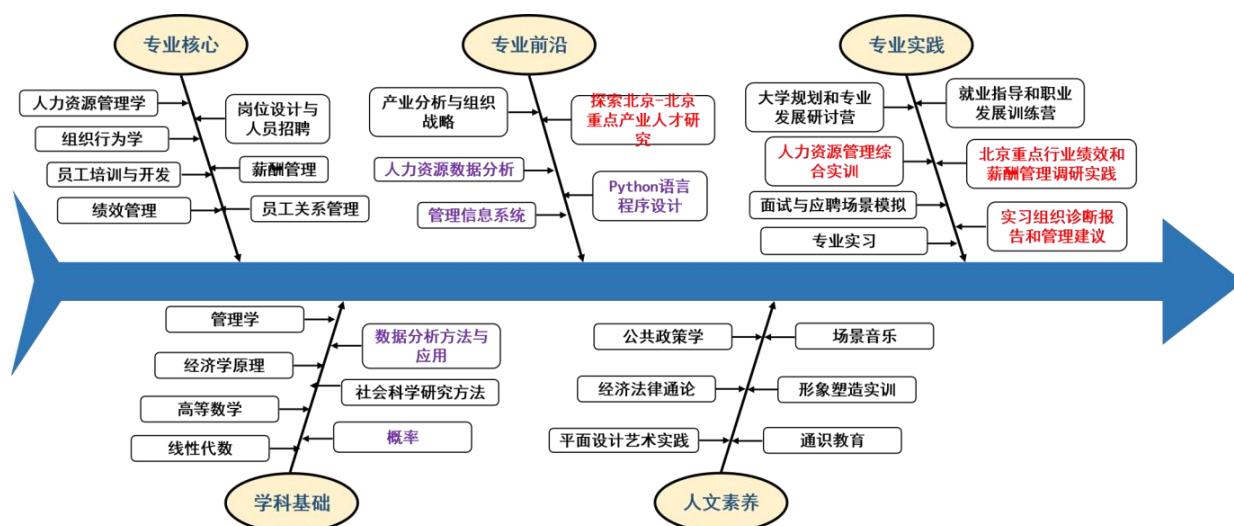 专业核心
人力资源管理学
岗位设计与
人员招聘
组织行为学
薪酬管理
员工培训与开发
绩效管理
员工关系管理
专业前沿
产业分析与组织
战略
探索北京-北京
重点产业人才研
究
人力资源数据分析
Python语言
程序设计
管理信息系统
专业实践
大学规划和专业
发展研讨营
就业指导和职业
发展训练营
人力资源管理综
合实训
北京重点行业绩效和
薪酬管理调研实践
面试与应聘场景模拟
实习组织诊断报
告和管理建议
专业实习
管理学
数据分析方法与
应用
经济学原理
社会科学研究方法
高等数学
概率
线性代数
学科基础
公共政策学
场景音乐
经济法律通论
形象塑造实训
平面设计艺术实践
通识教育
人文素养